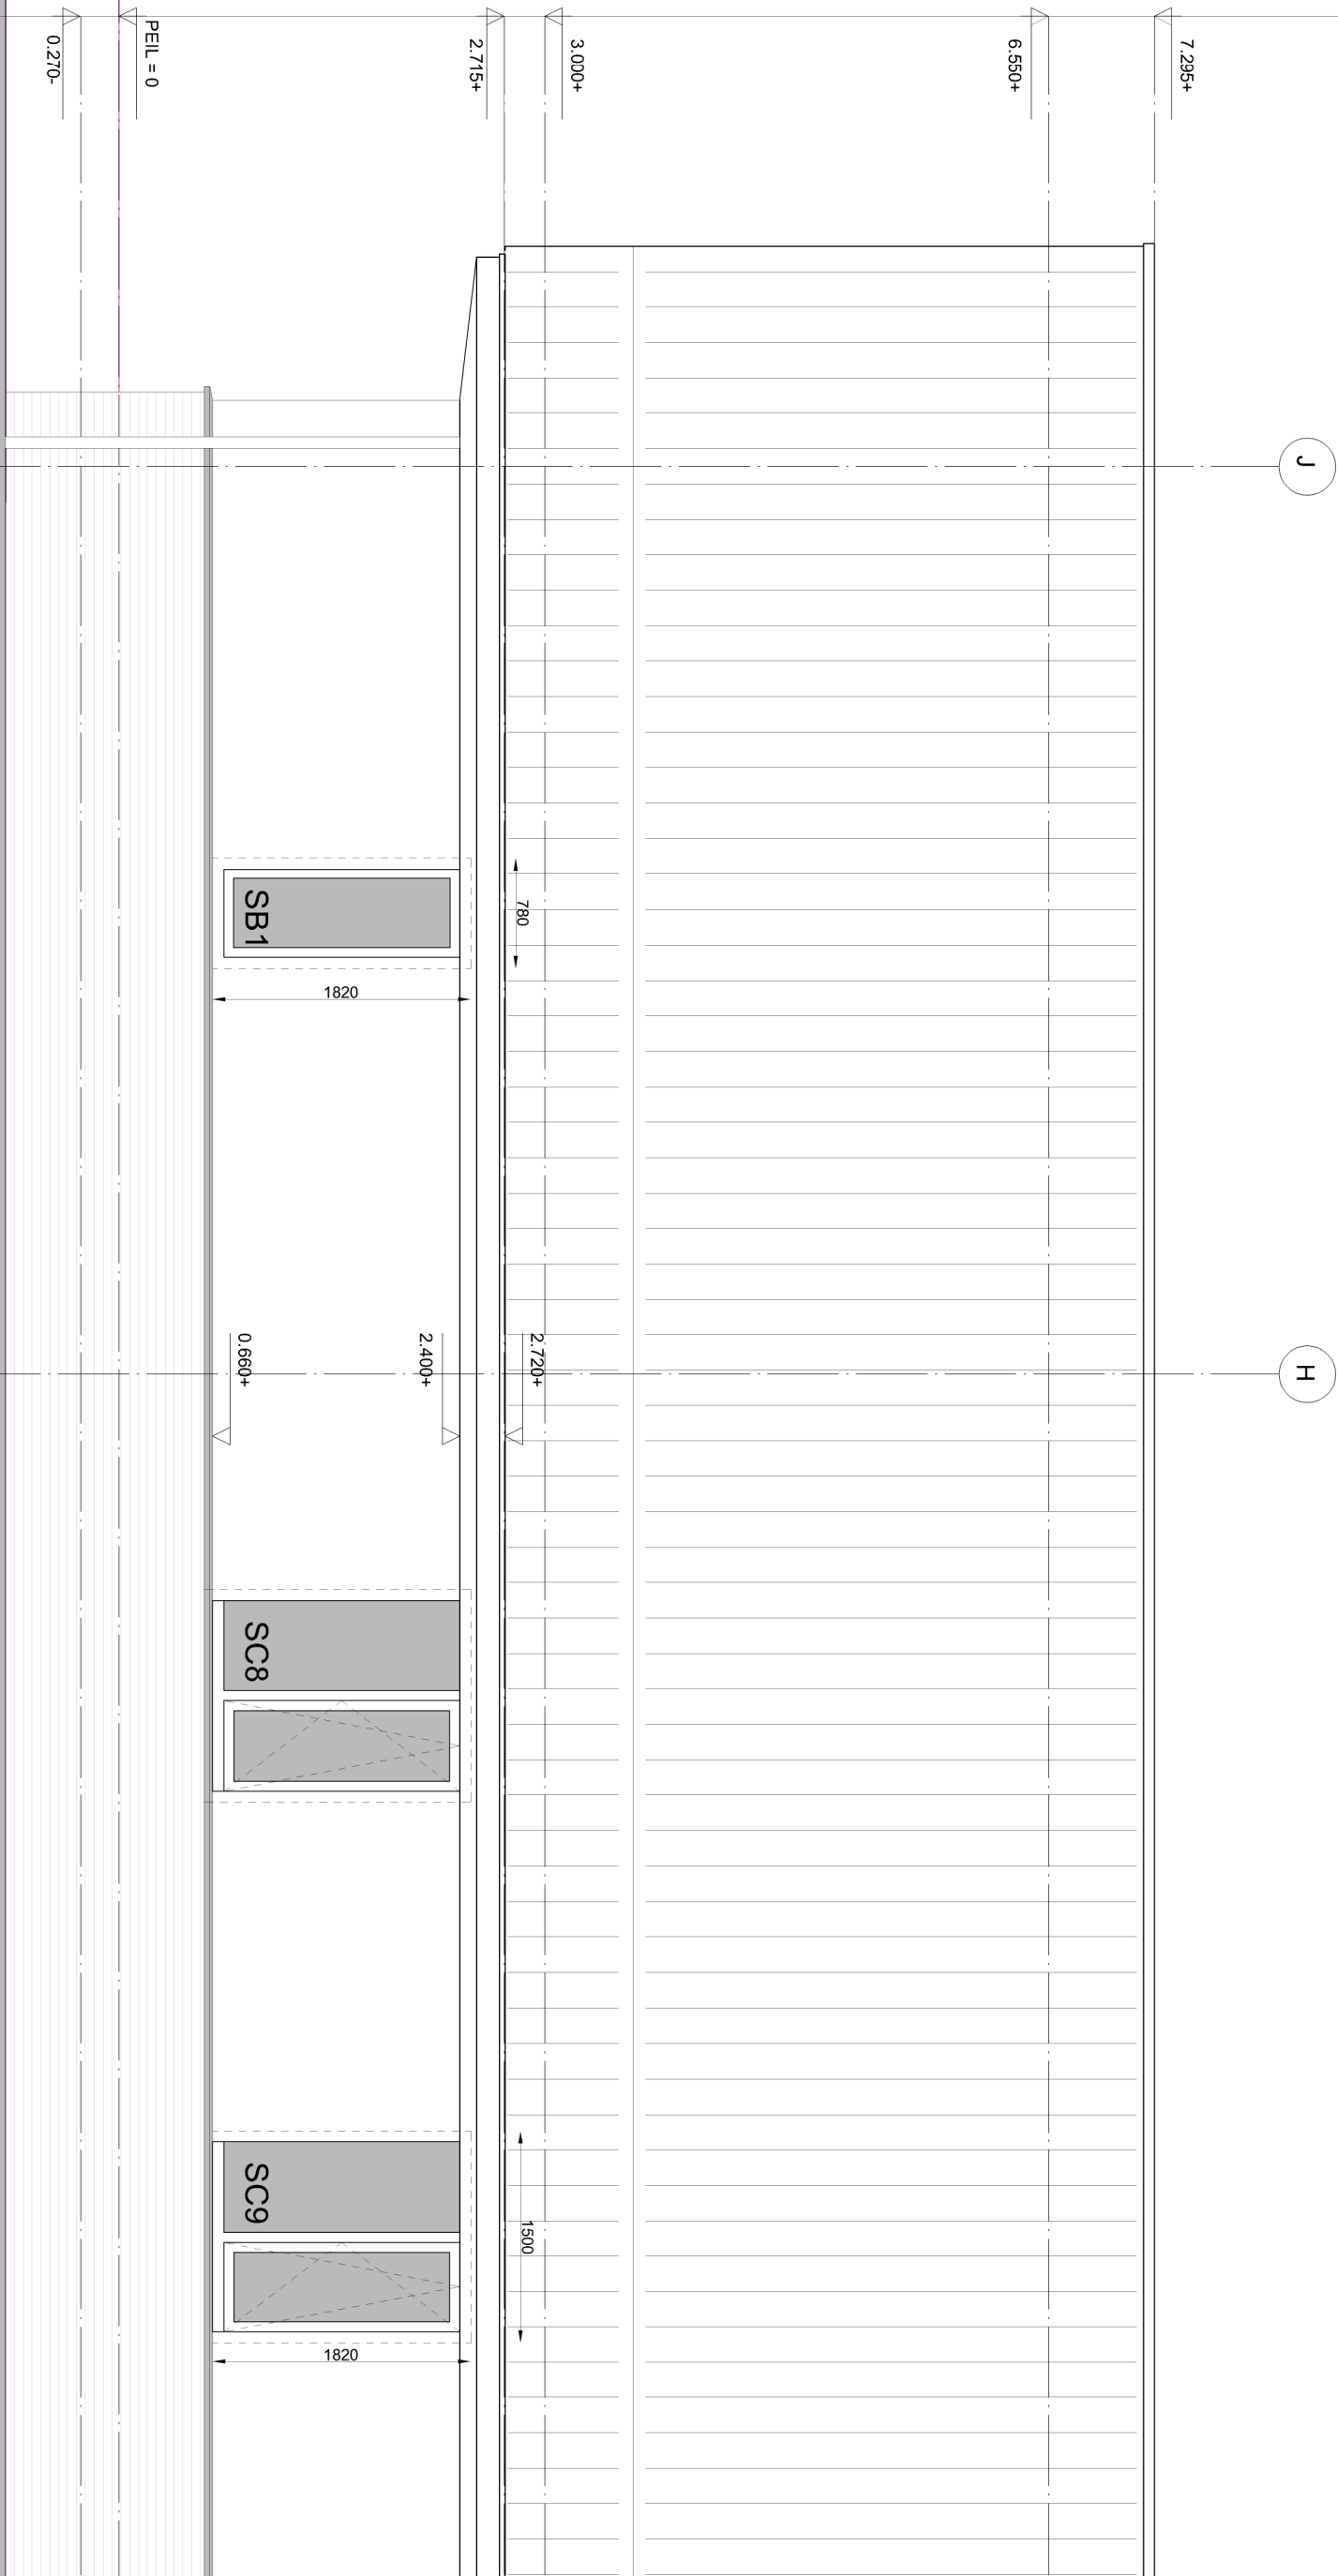 J
H
7.295+
6.550+
3.000+
2.715+
PEIL = 0
0.270-
780
SB1
1820
2.720+
2.400+
0.660+
SC8
1500
SC9
1820